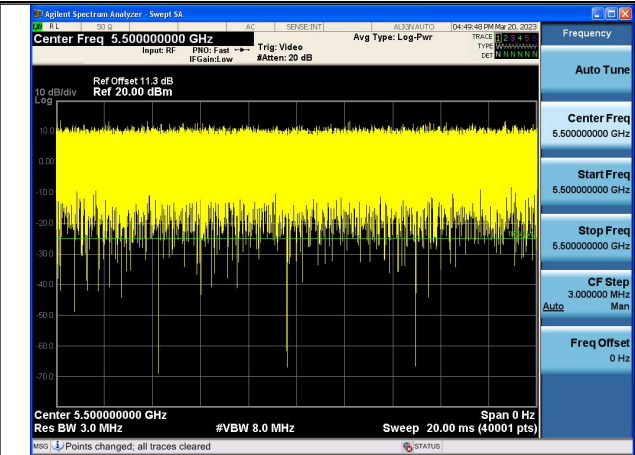 Agilent Spectrum Analyzer - Swept SA
RL 50 Ω AC SENSE:INT ALIGNAUTO 04:49:48 PM Mar 20, 2023
Center Freq 5.500000000 GHz Avg Type: Log-Pwr TRACE 1 2 3 4 5 6
Input: RF PNO: Fast Trig: Video TYPE
IFGain:Low #Atten: 20 dB DET N N N N N N
Ref Offset 11.3 dB
10 dB/div Ref 20.00 dBm
Log
10.0
0.00
-10.0
-20.0
-30.0
-40.0
-50.0
-60.0
-70.0
Center 5.500000000 GHz Span 0 Hz
Res BW 3.0 MHz #VBW 8.0 MHz Sweep 20.00 ms (40001 pts)
MSG Points changed; all traces cleared STATUS
Frequency
Auto Tune
Center Freq
5.500000000 GHz
Start Freq
5.500000000 GHz
Stop Freq
5.500000000 GHz
CF Step
3.000000 MHz
Auto Man
Freq Offset
0 Hz